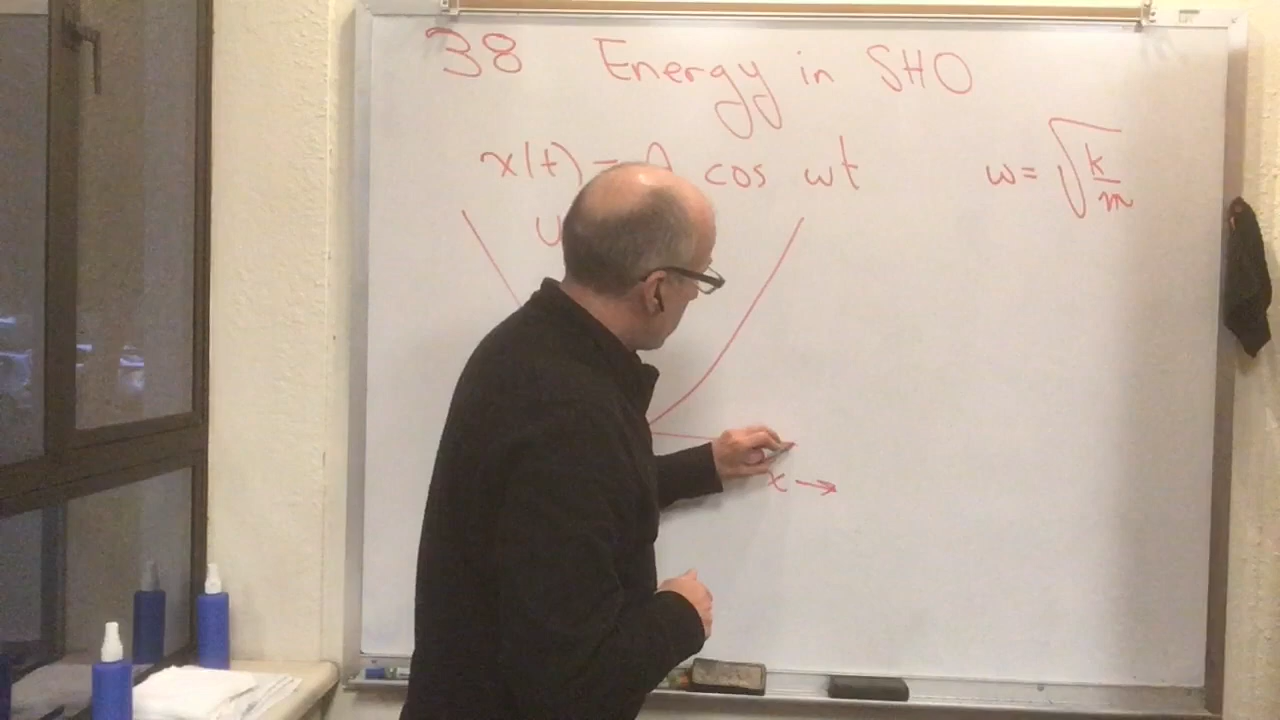 38 Energy in SHO
x(t) = A cos ωt ω = √k/m
U
x →